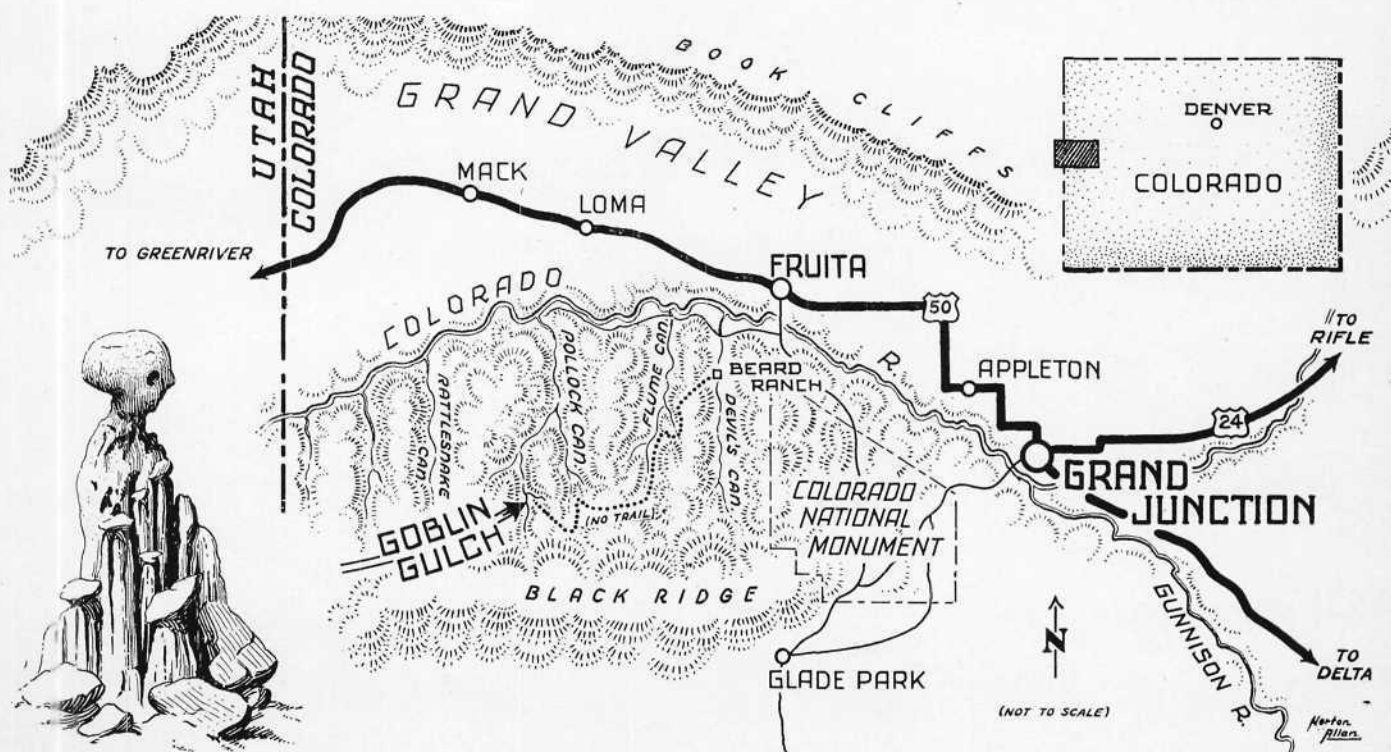 BOOK CLIFFS
GRAND VALLEY
UTAH
COLORADO
DENVER
COLORADO
MACK
LOMA
TO GREENRIVER
FRUITA
50
COLORADO R.
TO
RIFLE
APPLETON
24
BEARD
RANCH
RATTLESNAKE
CAN.
POLLOCK CAN.
FLUME CAN.
DEVILS CAN.
GRAND
JUNCTION
COLORADO
NATIONAL
MONUMENT
(NO TRAIL)
GOBLIN
GULCH
BLACK RIDGE
N
GUNNISON R.
TO
DELTA
GLADE PARK
(NOT TO SCALE)
Norton
Allen